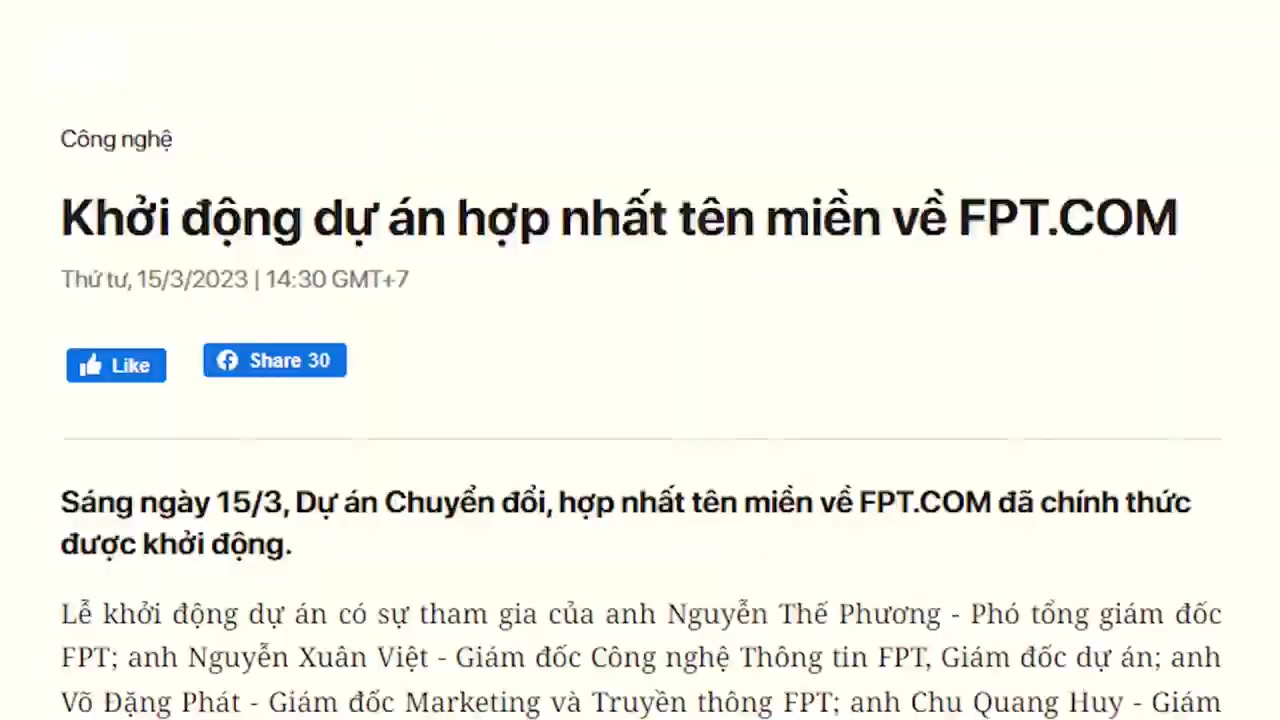 Công nghệ
Khởi động dự án hợp nhất tên miền về FPT.COM
Thứ tư, 15/3/2023 | 14:30 GMT+7
Like
Share 30
Sáng ngày 15/3, Dự án Chuyển đổi, hợp nhất tên miền về FPT.COM đã chính thức
được khởi động.
Lễ khởi động dự án có sự tham gia của anh Nguyễn Thế Phương - Phó tổng giám đốc
FPT; anh Nguyễn Xuân Việt - Giám đốc Công nghệ Thông tin FPT, Giám đốc dự án; anh
Võ Đặng Phát - Giám đốc Marketing và Truyền thông FPT; anh Chu Quang Huy - Giám